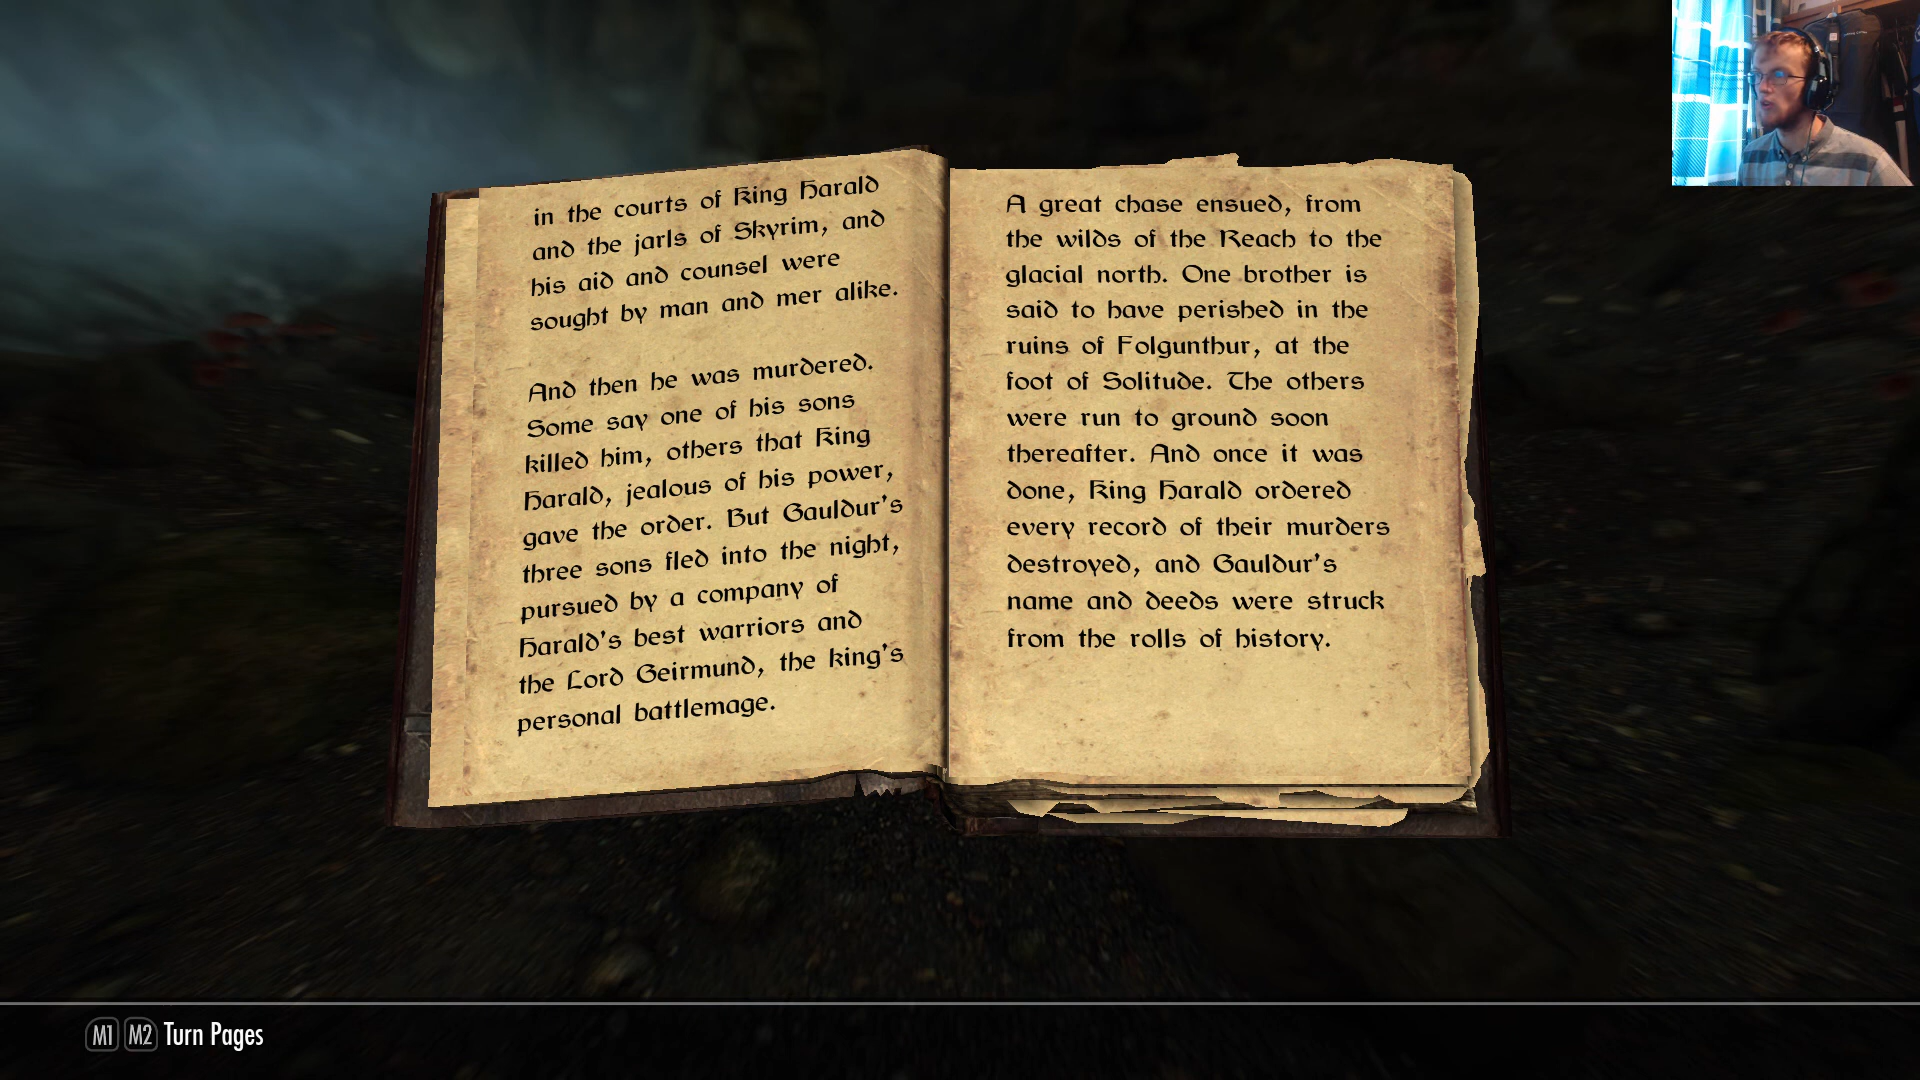 in the courts of King Harald
and the jarls of Skyrim, and
his aid and counsel were
sought by man and mer alike.
And then he was murdered.
Some say one of his sons
killed him, others that King
Harald, jealous of his power,
gave the order. But Gauldur's
three sons fled into the night,
pursued by a company of
Harald's best warriors and
the Lord Geirmund, the king's
personal battlemage.
A great chase ensued, from
the wilds of the Reach to the
glacial north. One brother is
said to have perished in the
ruins of Folgunthur, at the
foot of Solitude. The others
were run to ground soon
thereafter. And once it was
done, King Harald ordered
every record of their murders
destroyed, and Gauldur's
name and deeds were struck
from the rolls of history.
M1 M2 Turn Pages